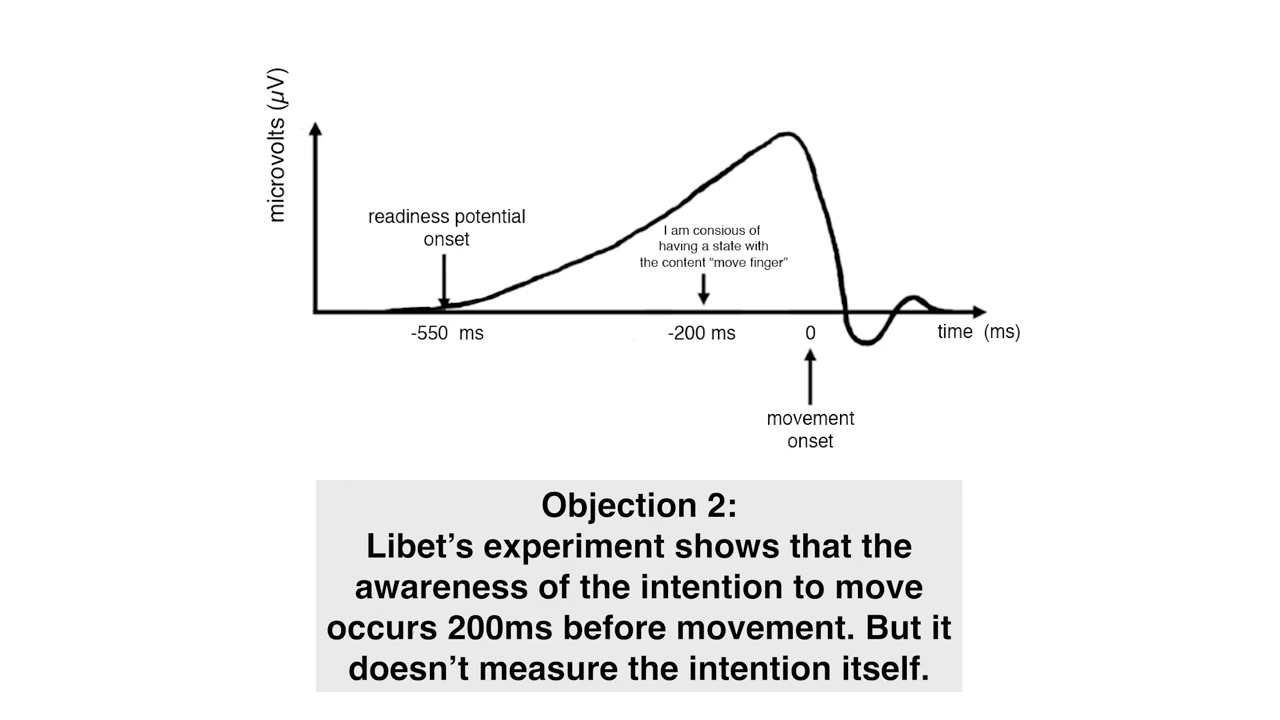 microvolts (µV)
readiness potential
onset
I am consious of
having a state with
the content “move finger”
-550 ms
-200 ms
0
time (ms)
movement
onset
Objection 2:
Libet’s experiment shows that the
awareness of the intention to move
occurs 200ms before movement. But it
doesn’t measure the intention itself.